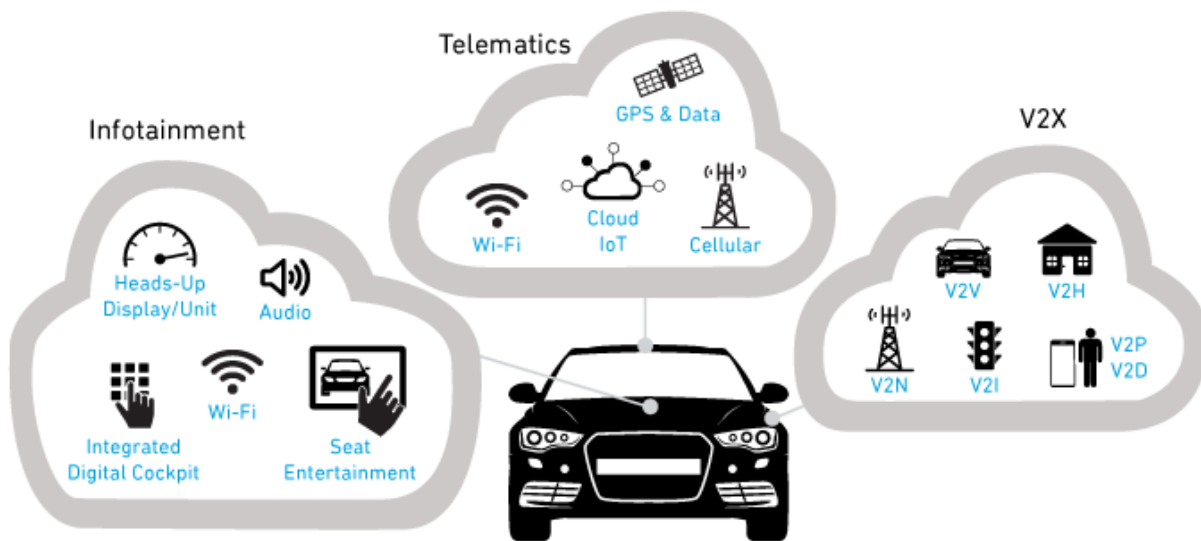 Telematics
GPS & Data
Wi-Fi
Cloud
IoT
Cellular
Infotainment
Heads-Up
Display/Unit
Audio
Wi-Fi
Integrated
Digital Cockpit
Seat
Entertainment
V2X
V2V
V2H
V2N
V2I
V2P
V2D